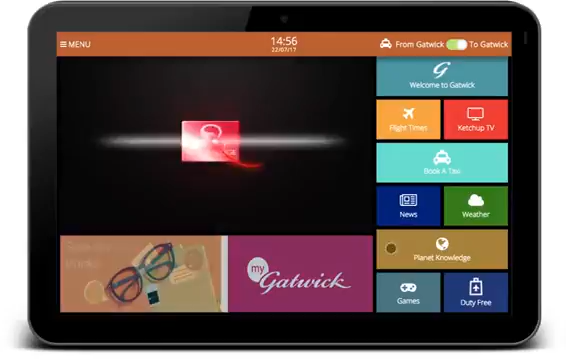 MENU
14:56
22/07/17
From Gatwick
To Gatwick
Welcome to Gatwick
Flight Times
Ketchup TV
Book A Taxi
News
Weather
my
Gatwick
Planet Knowledge
Games
Duty Free